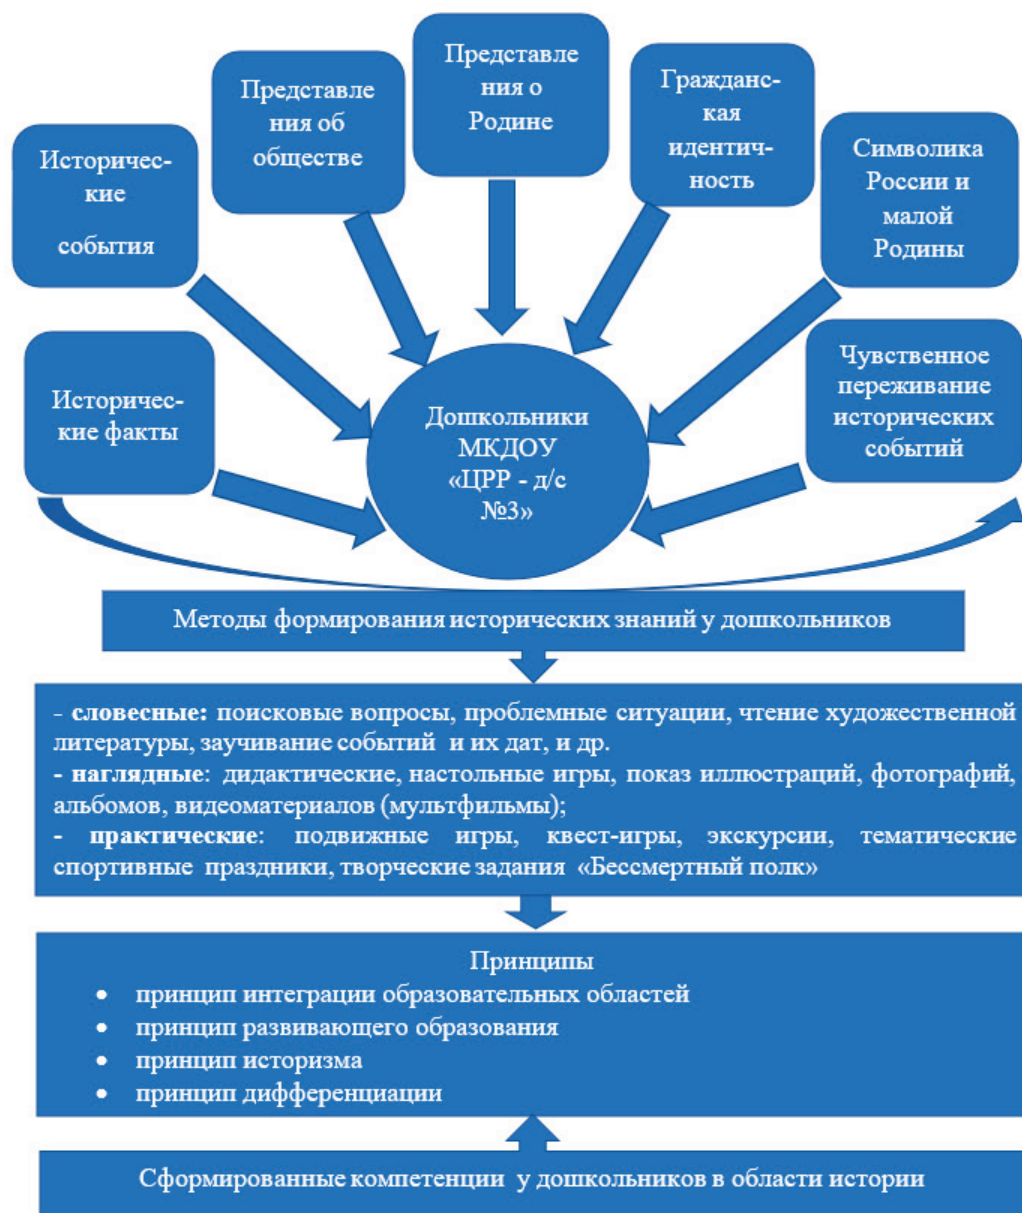 Историчес-
кие факты
Историчес-
кие
события
Представле
ния об
обществе
Представле
ния о
Родине
Гражданс-
кая
идентич-
ность
Символика
России и
малой
Родины
Чувственное
переживание
исторических
событий
Дошкольники
МКДОУ
«ЦРР - д/с
№3»
Методы формирования исторических знаний у дошкольников
- словесные: поисковые вопросы, проблемные ситуации, чтение художественной
литературы, заучивание событий и их дат, и др.
- наглядные: дидактические, настольные игры, показ иллюстраций, фотографий,
альбомов, видеоматериалов (мультфильмы);
- практические: подвижные игры, квест-игры, экскурсии, тематические
спортивные праздники, творческие задания «Бессмертный полк»
Принципы
• принцип интеграции образовательных областей
• принцип развивающего образования
• принцип историзма
• принцип дифференциации
Сформированные компетенции у дошкольников в области истории